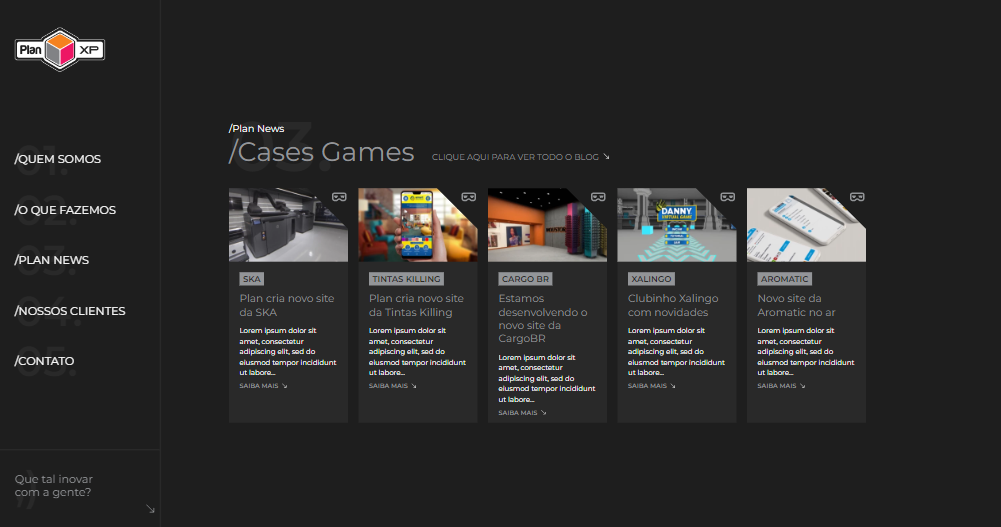 Plan XP
01.
/QUEM SOMOS
02.
/O QUE FAZEMOS
03.
/PLAN NEWS
04.
/NOSSOS CLIENTES
05.
/CONTATO
Que tal inovar
com a gente?
03.
/Plan News
/Cases Games
CLIQUE AQUI PARA VER TODO O BLOG
SKA
Plan cria novo site
da SKA
Lorem ipsum dolor sit
amet, consectetur
adipiscing elit, sed do
eiusmod tempor incididunt
ut labore...
SAIBA MAIS
TINTAS KILLING
Plan cria novo site
da Tintas Killing
Lorem ipsum dolor sit
amet, consectetur
adipiscing elit, sed do
eiusmod tempor incididunt
ut labore...
SAIBA MAIS
CARGO BR
Estamos
desenvolvendo o
novo site da
CargoBR
Lorem ipsum dolor sit
amet, consectetur
adipiscing elit, sed do
eiusmod tempor incididunt
ut labore...
SAIBA MAIS
DANNY
VIRTUAL GAME
XALINGO
Clubinho Xalingo
com novidades
Lorem ipsum dolor sit
amet, consectetur
adipiscing elit, sed do
eiusmod tempor incididunt
ut labore...
SAIBA MAIS
AROMATIC
Novo site da
Aromatic no ar
Lorem ipsum dolor sit
amet, consectetur
adipiscing elit, sed do
eiusmod tempor incididunt
ut labore...
SAIBA MAIS